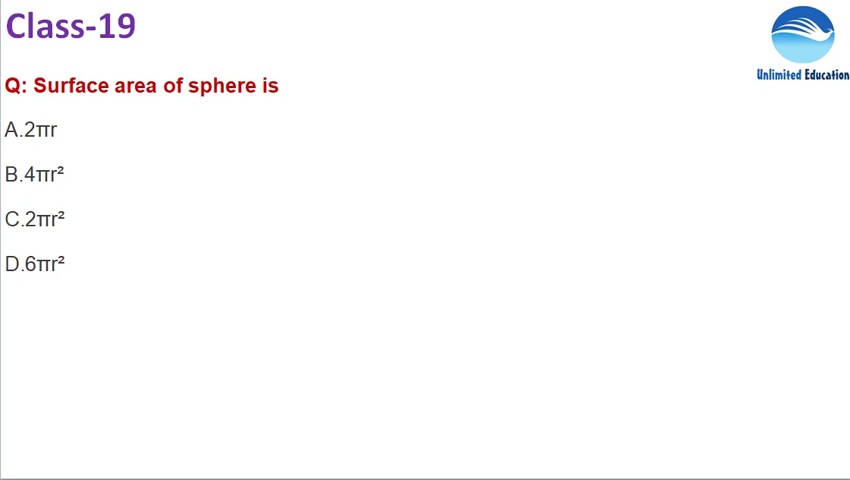 Class-19
Unlimited Education
Q: Surface area of sphere is
A.2πr
B.4πr²
C.2πr²
D.6πr²